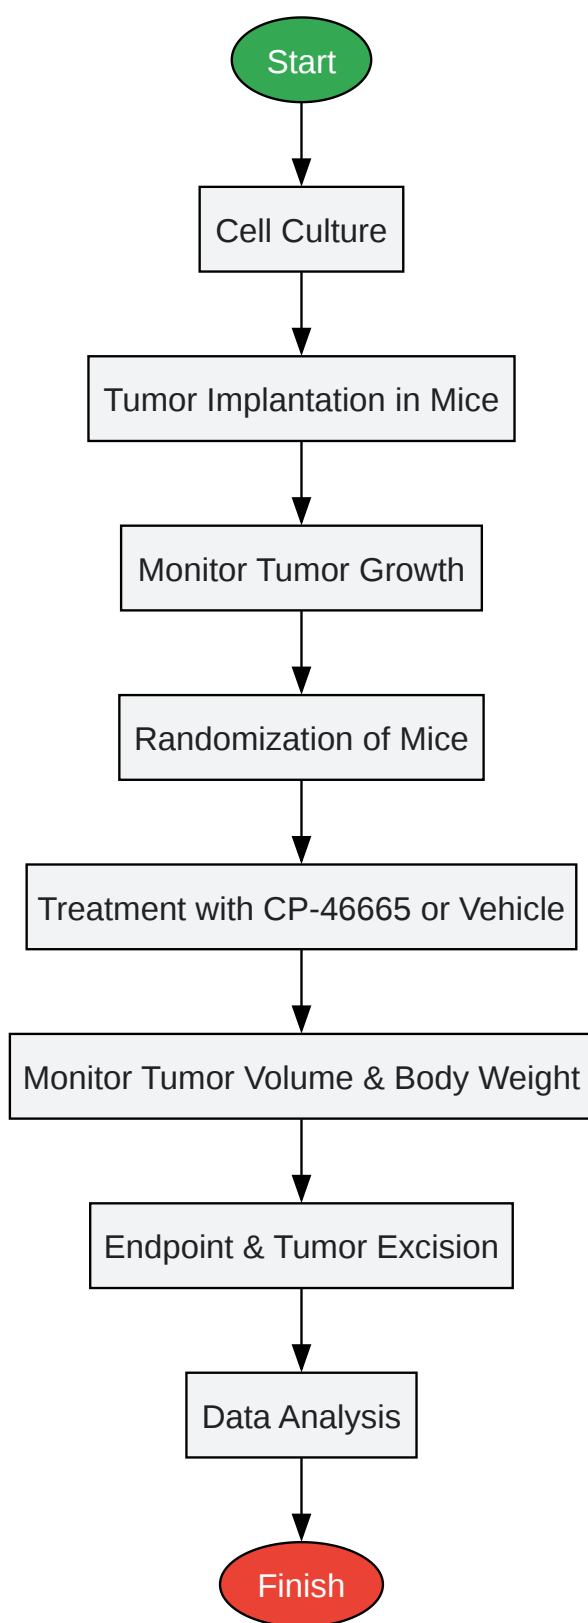 Start
Cell Culture
Tumor Implantation in Mice
Monitor Tumor Growth
Randomization of Mice
Treatment with CP-46665 or Vehicle
Monitor Tumor Volume & Body Weight
Endpoint & Tumor Excision
Data Analysis
Finish